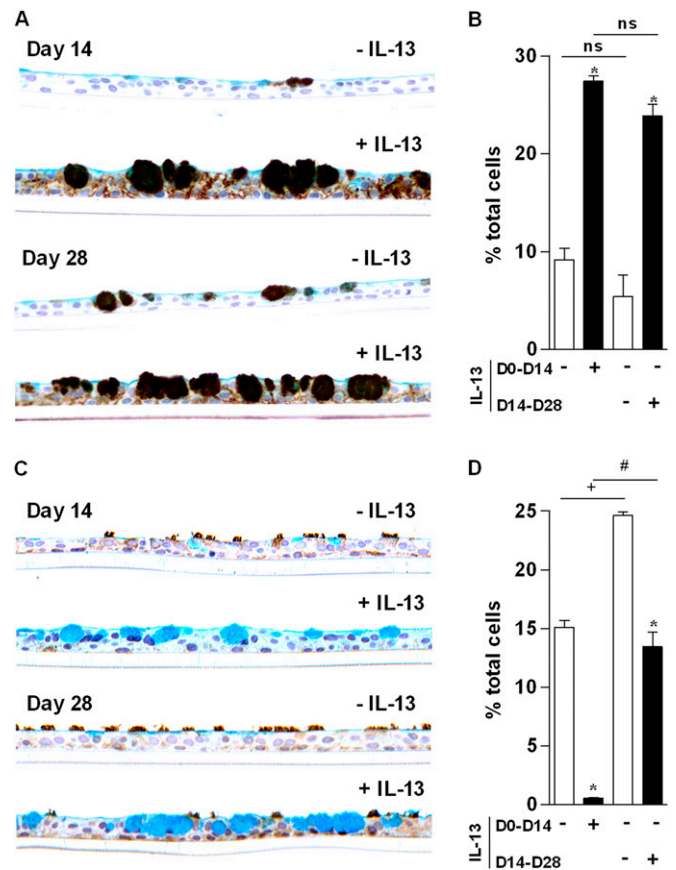 A
Day 14
- IL-13
+ IL-13
Day 28
- IL-13
+ IL-13
B
ns
ns
30
20
10
0
% total cells
*
*
IL-13
D0-D14 - + -
D14-D28 - +
C
Day 14
- IL-13
+ IL-13
Day 28
- IL-13
+ IL-13
D
#
+
25
20
15
10
5
0
% total cells
*
*
IL-13
D0-D14 - + -
D14-D28 - +